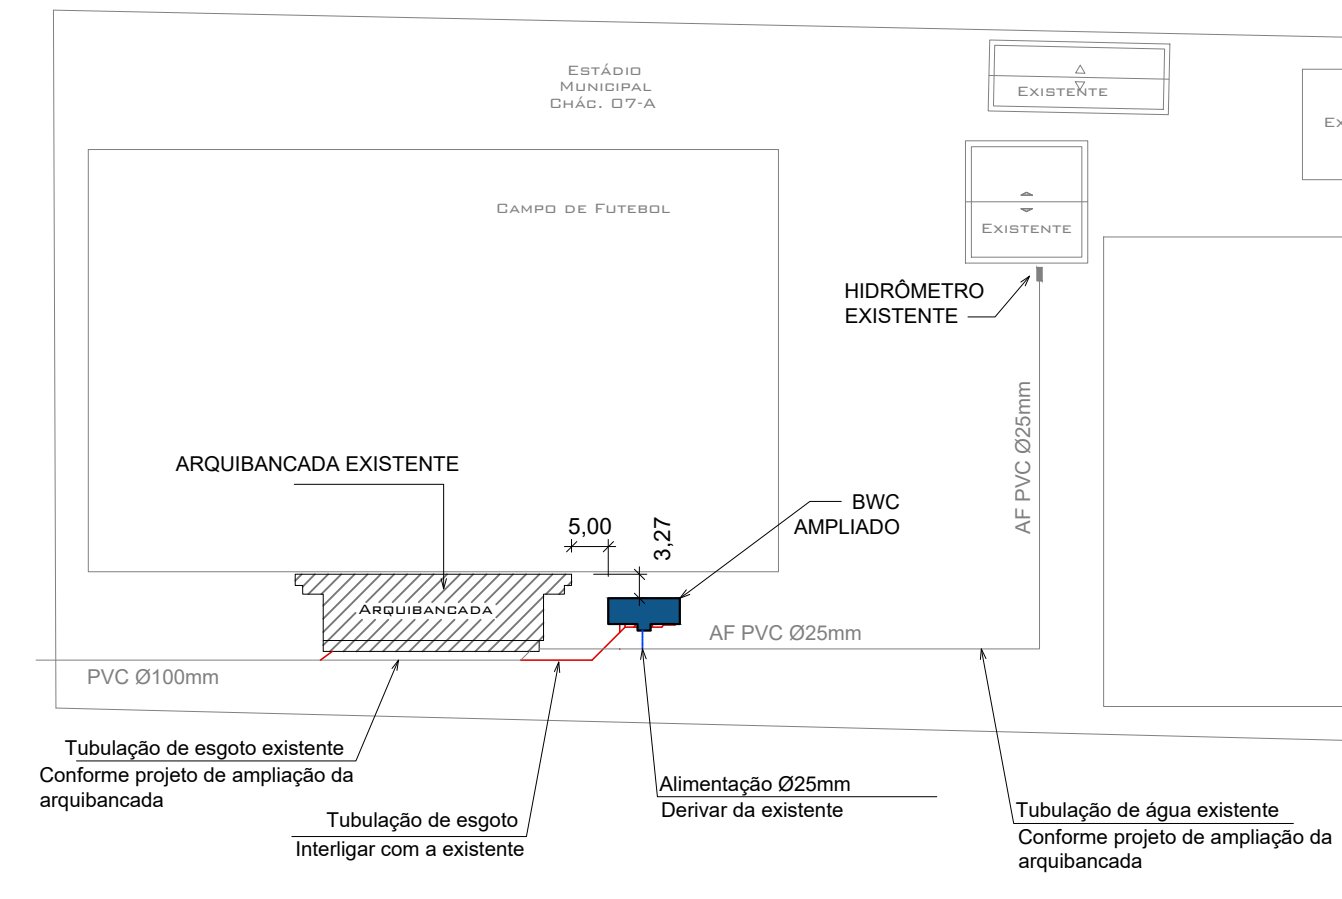 ESTÁDIO
MUNICIPAL
CHÁC. 07-A
EXISTENTE
CAMPO DE FUTEBOL
EXISTENTE
HIDRÔMETRO
EXISTENTE
AF PVC Ø25mm
ARQUIBANCADA EXISTENTE
5,00
3,27
BWC
AMPLIADO
ARQUIBANCADA
AF PVC Ø25mm
PVC Ø100mm
Tubulação de esgoto existente
Conforme projeto de ampliação da
arquibancada
Tubulação de esgoto
Interligar com a existente
Alimentação Ø25mm
Derivar da existente
Tubulação de água existente
Conforme projeto de ampliação da
arquibancada